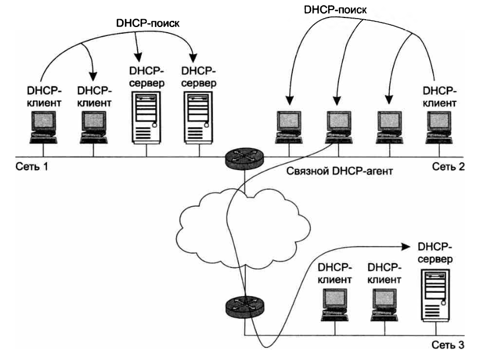 DHCP-поиск
DHCP-поиск
DHCP-
клиент
DHCP-
клиент
DHCP-
сервер
DHCP-
сервер
DHCP-
клиент
Сеть 1
Связной DHCP-агент
Сеть 2
DHCP-
клиент
DHCP-
клиент
DHCP-
сервер
Сеть 3